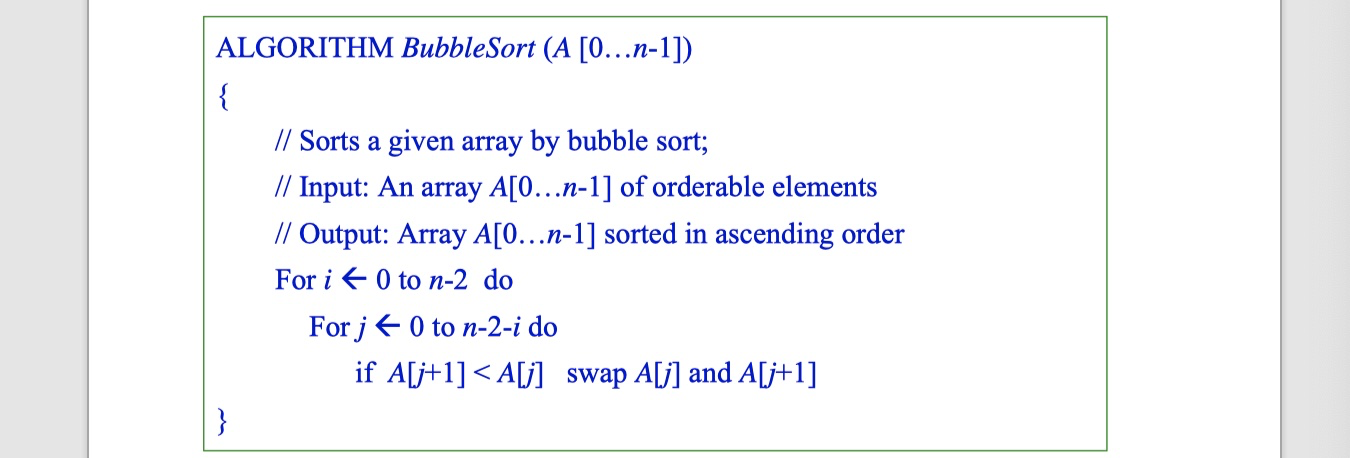 ALGORITHM BubbleSort (A [0…n-1])
{
// Sorts a given array by bubble sort;
// Input: An array A[0…n-1] of orderable elements
// Output: Array A[0…n-1] sorted in ascending order
For i ← 0 to n-2 do
For j ← 0 to n-2-i do
if A[j+1] < A[j] swap A[j] and A[j+1]
}